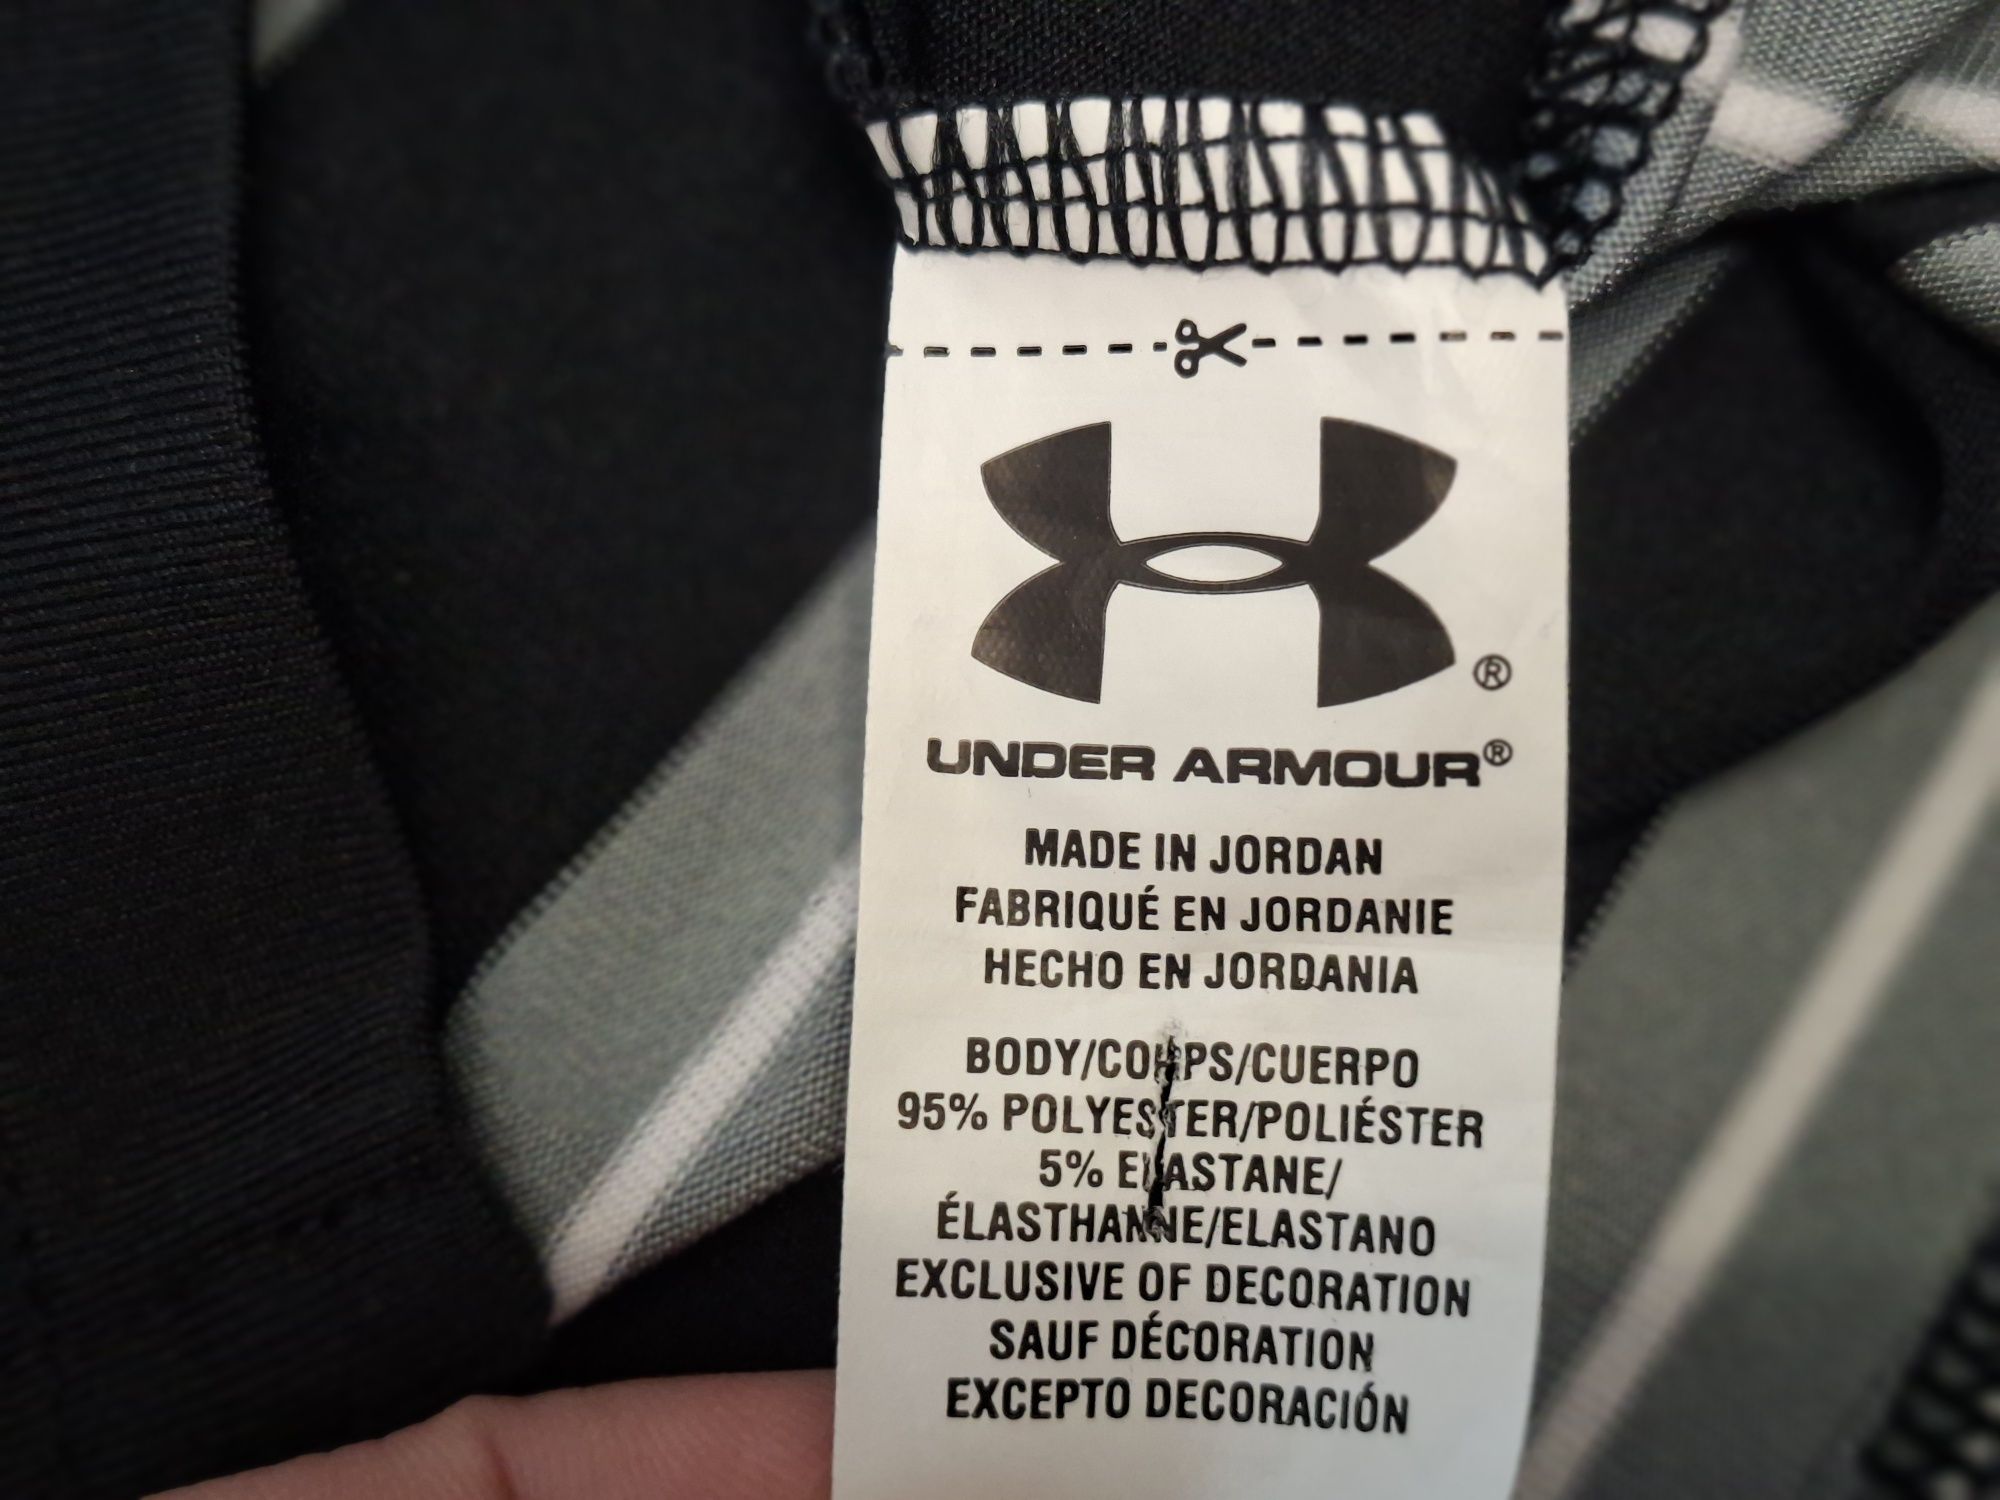 ®
UNDER ARMOUR®
MADE IN JORDAN
FABRIQUÉ EN JORDANIE
HECHO EN JORDANIA
BODY/CORPS/CUERPO
95% POLYESTER/POLIÉSTER
5% ELASTANE/
ÉLASTHANNE/ELASTANO
EXCLUSIVE OF DECORATION
SAUF DÉCORATION
EXCEPTO DECORACIÓN